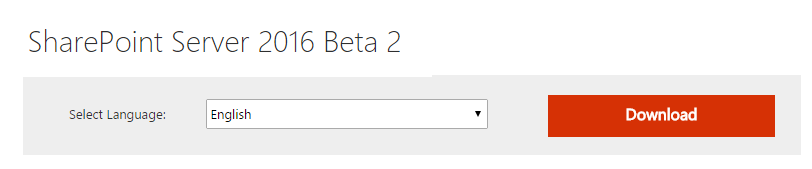 SharePoint Server 2016 Beta 2
Select Language: English Download